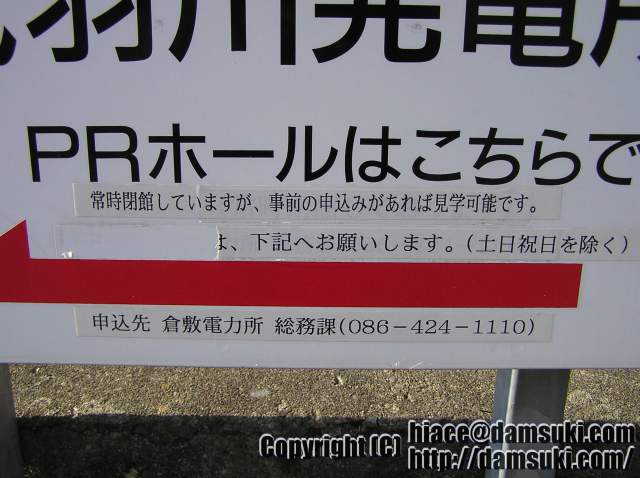 羽川発電所
PRホールはこちらで
常時閉館していますが、事前の申込みがあれば見学可能です。
は、下記へお願いします。(土日祝日を除く)
申込先 倉敷電力所 総務課(086-424-1110)
Copyright (C) hiace@damsuki.com
http://damsuki.com/